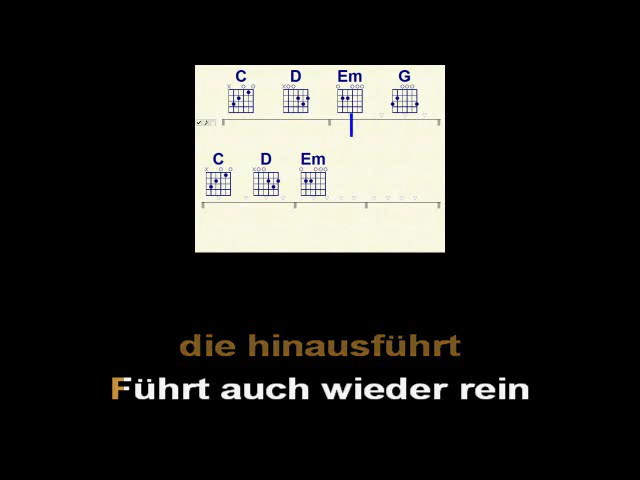 C D Em G
C D Em
die hinausführt
Führt auch wieder rein